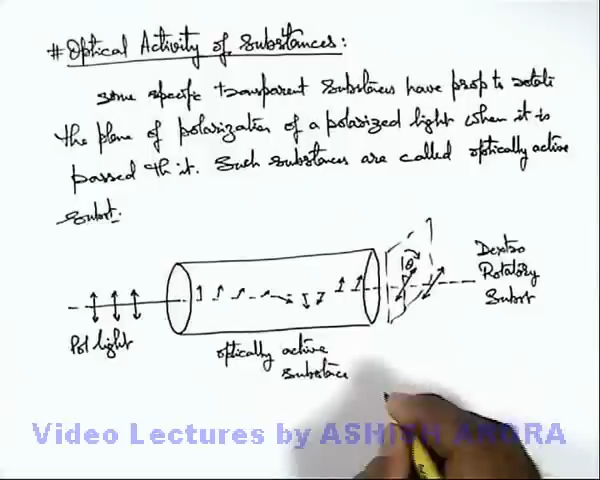 # Optical Activity of Substances:
Some specific transparent substances have prop to rotate
the plane of polarization of a polarized light when it is
passed th it. Such substances are called optically active
subst.
θ
Dextro
Rotatory
Subst
Pol light
optically active
substance
Video Lectures by ASHISH ARORA